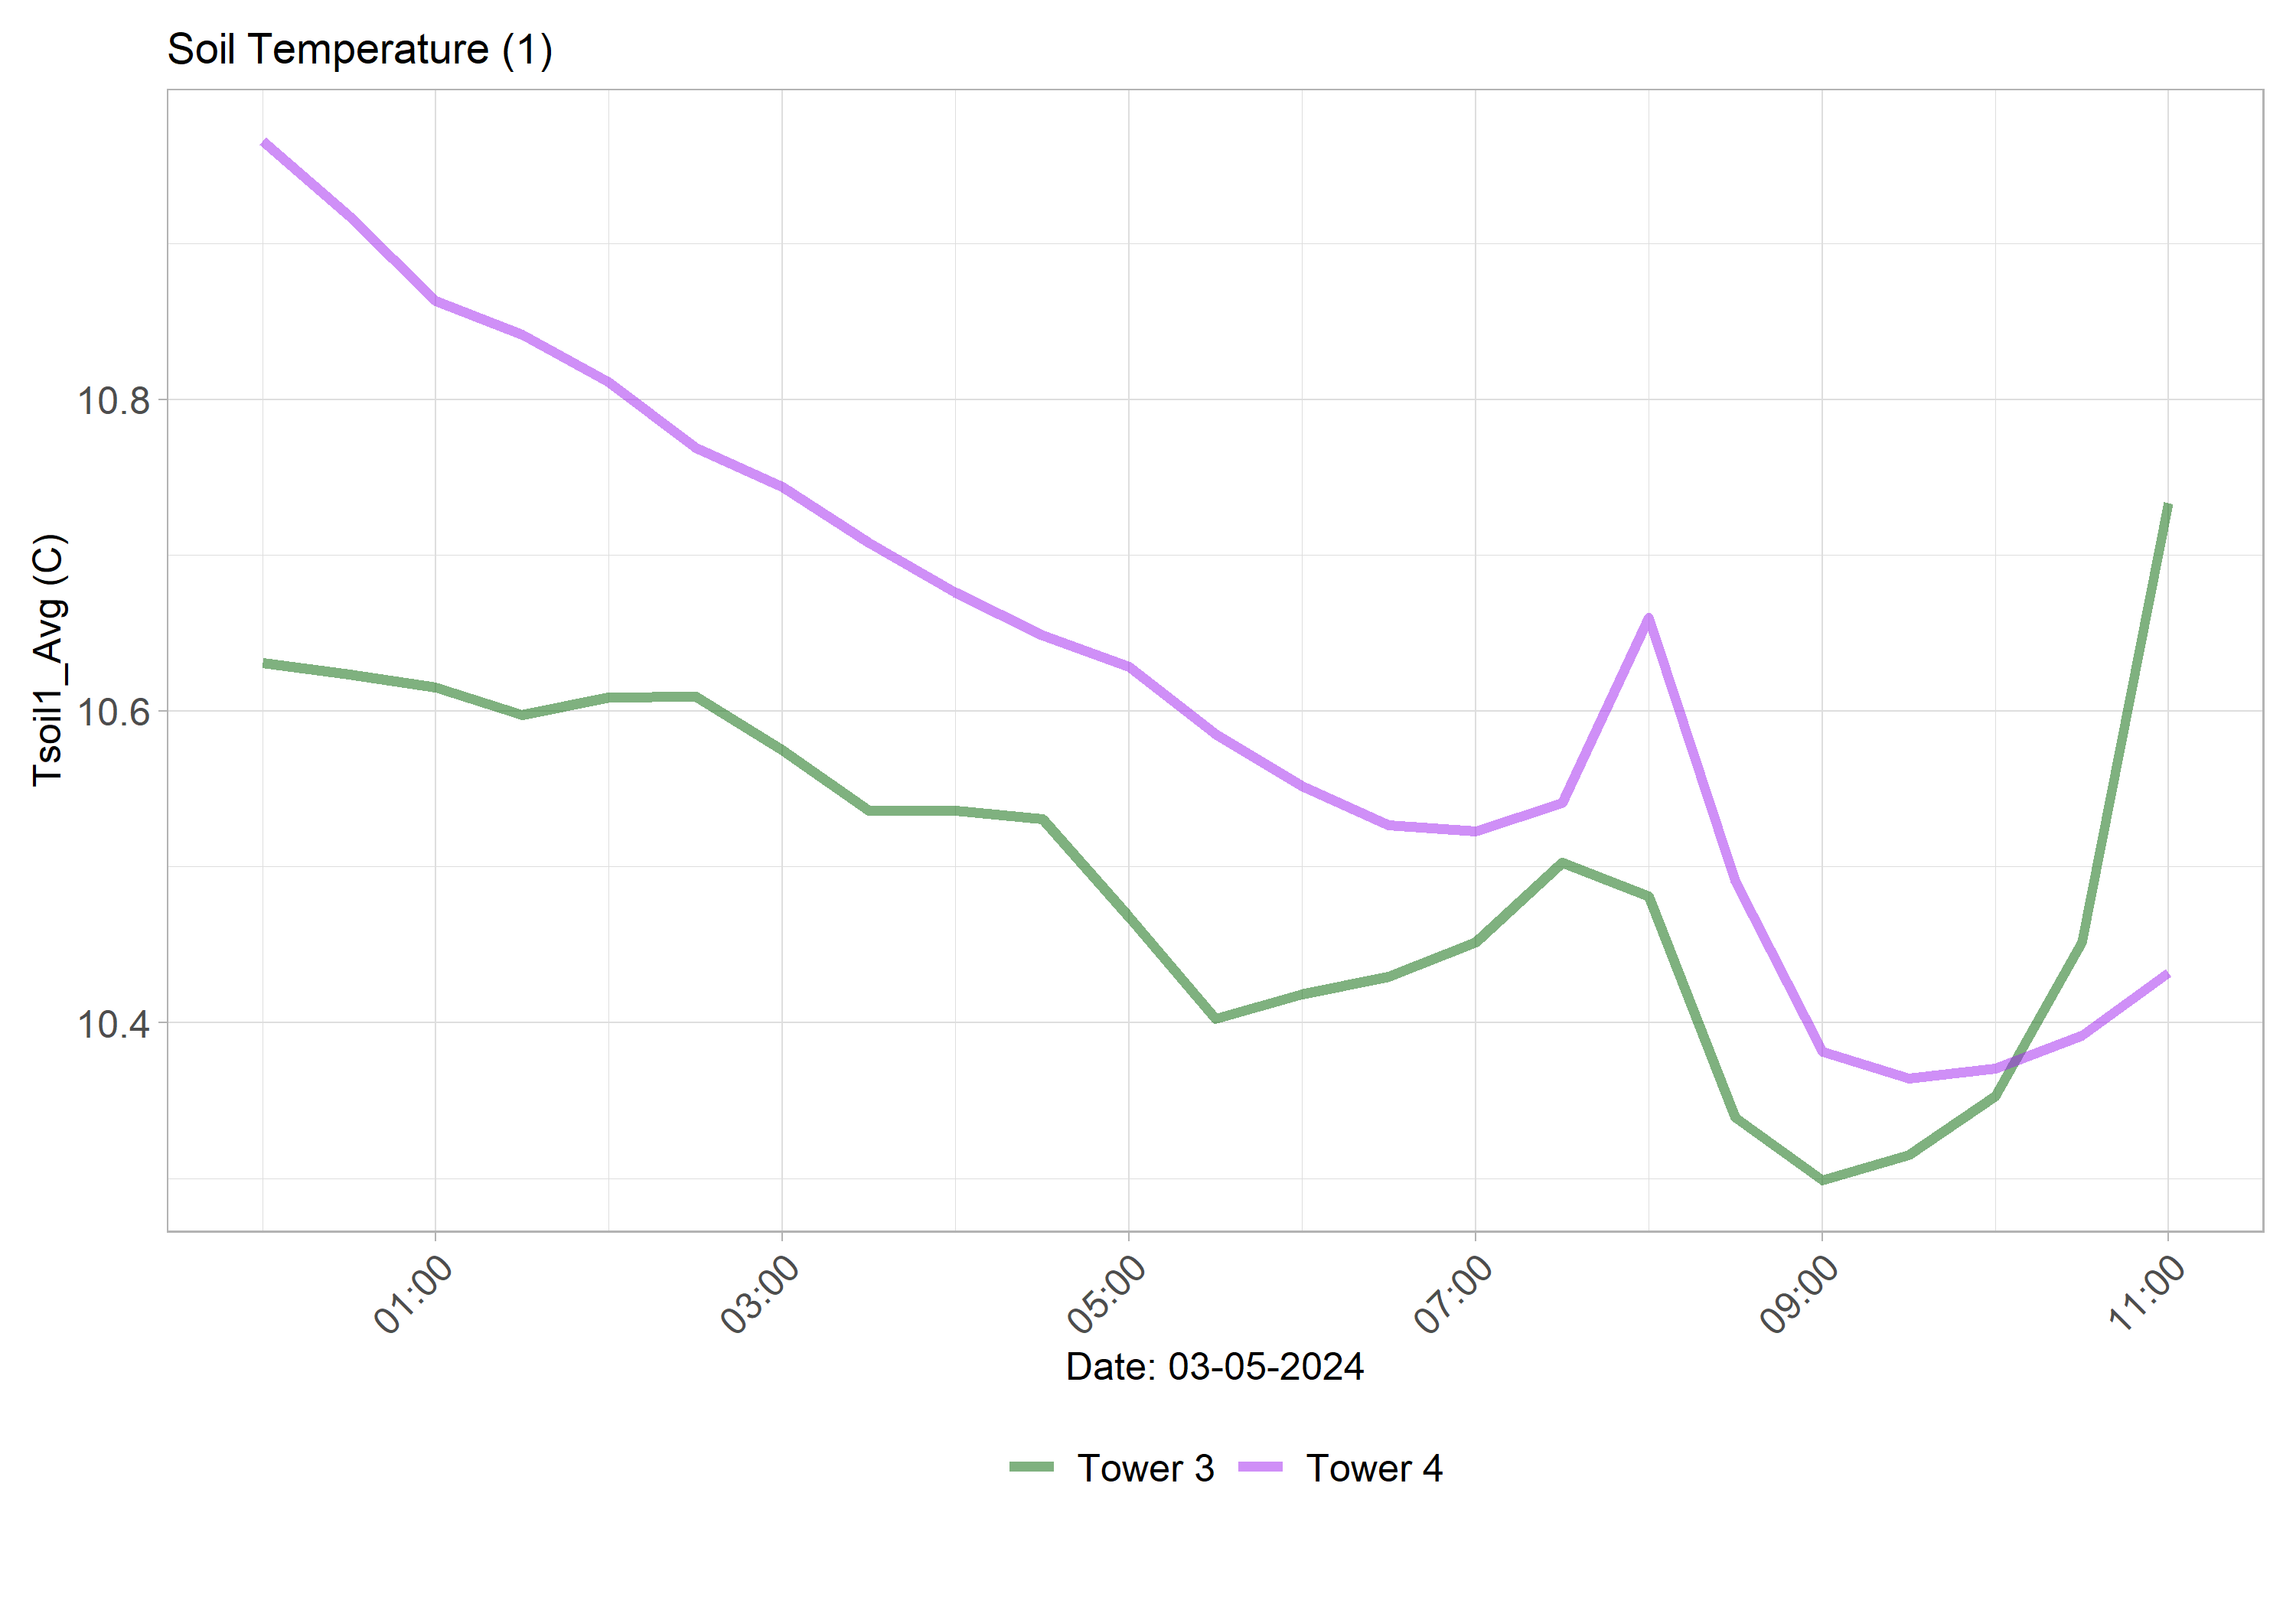 Soil Temperature (1)
Tsoil1_Avg (C)
10.8
10.6
10.4
01:00
03:00
05:00
07:00
09:00
11:00
Date: 03-05-2024
Tower 3
Tower 4